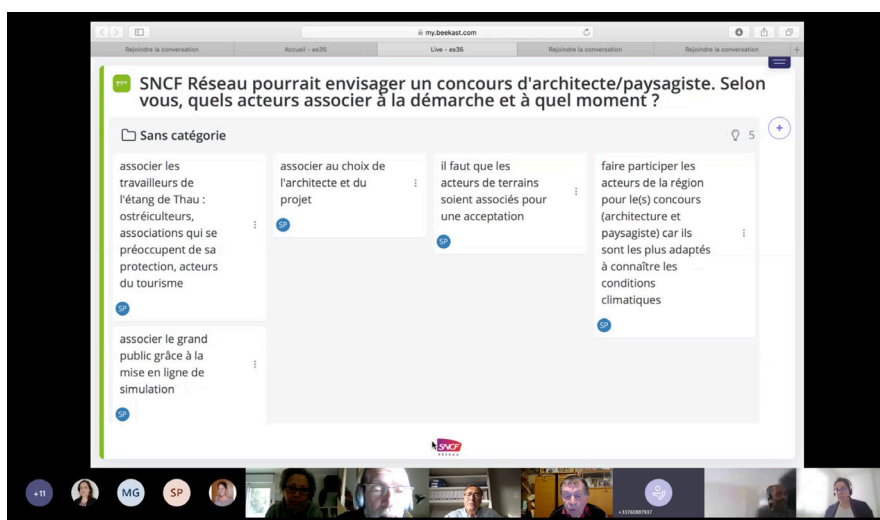 my.beekast.com
Rejoindre la conversation
Accueil - es35
Live - es35
Rejoindre la conversation
Rejoindre la conversation
SNCF Réseau pourrait envisager un concours d'architecte/paysagiste. Selon
vous, quels acteurs associer à la démarche et à quel moment ?
Sans catégorie
5
associer les
travailleurs de
l'étang de Thau :
ostréiculteurs,
associations qui se
préoccupent de sa
protection, acteurs
du tourisme
SP
associer au choix de
l'architecte et du
projet
SP
il faut que les
acteurs de terrains
soient associés pour
une acceptation
SP
faire participer les
acteurs de la région
pour le(s) concours
(architecture et
paysagiste) car ils
sont les plus adaptés
à connaître les
conditions
climatiques
SP
associer le grand
public grâce à la
mise en ligne de
simulation
SP
SNCF
RÉSEAU
+11
MG
SP
+33760887937